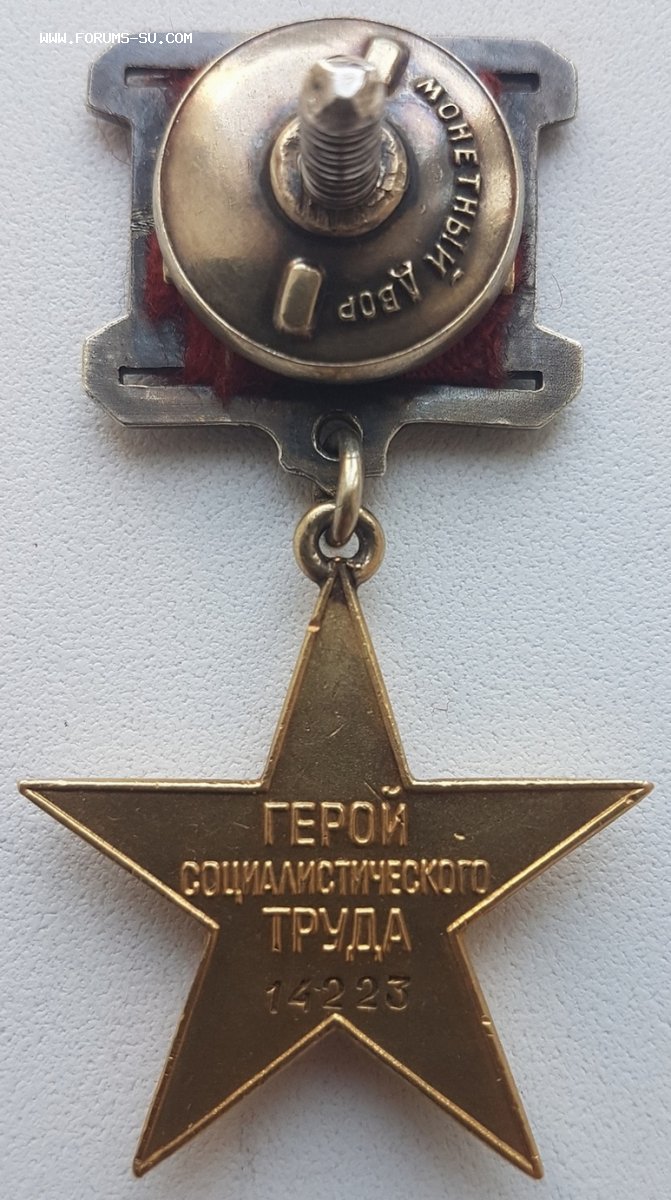 WWW.FORUMS-SU.COM
МОНЕТНЫЙ ДВОР
ГЕРОЙ
СОЦИАЛИСТИЧЕСКОГО
ТРУДА
14223